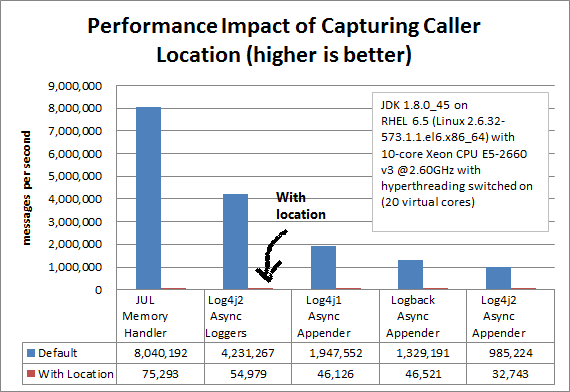 Performance Impact of Capturing Caller
Location (higher is better)
9,000,000
8,000,000
7,000,000
6,000,000
5,000,000
4,000,000
3,000,000
2,000,000
1,000,000
0
messages per second
JDK 1.8.0_45 on
RHEL 6.5 (Linux 2.6.32-
573.1.1.el6.x86_64) with
10-core Xeon CPU E5-2660
v3 @2.60GHz with
hyperthreading switched on
(20 virtual cores)
With
location
JUL Log4j2 Log4j1 Logback Log4j2
Memory Async Async Async Async
Handler Loggers Appender Appender Appender
Default 8,040,192 4,231,267 1,947,552 1,329,191 985,224
With Location 75,293 54,979 46,126 46,521 32,743